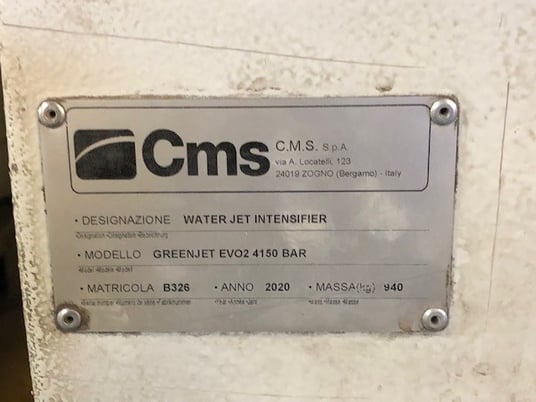 Cms
C.M.S. S.p.A.
via A. Locatelli, 123
24019 ZOGNO (Bergamo) - Italy
• DESIGNAZIONE WATER JET INTENSIFIER
• MODELLO GREENJET EVO2 4150 BAR
• MATRICOLA B326 • ANNO 2020 • MASSA(kg) 940